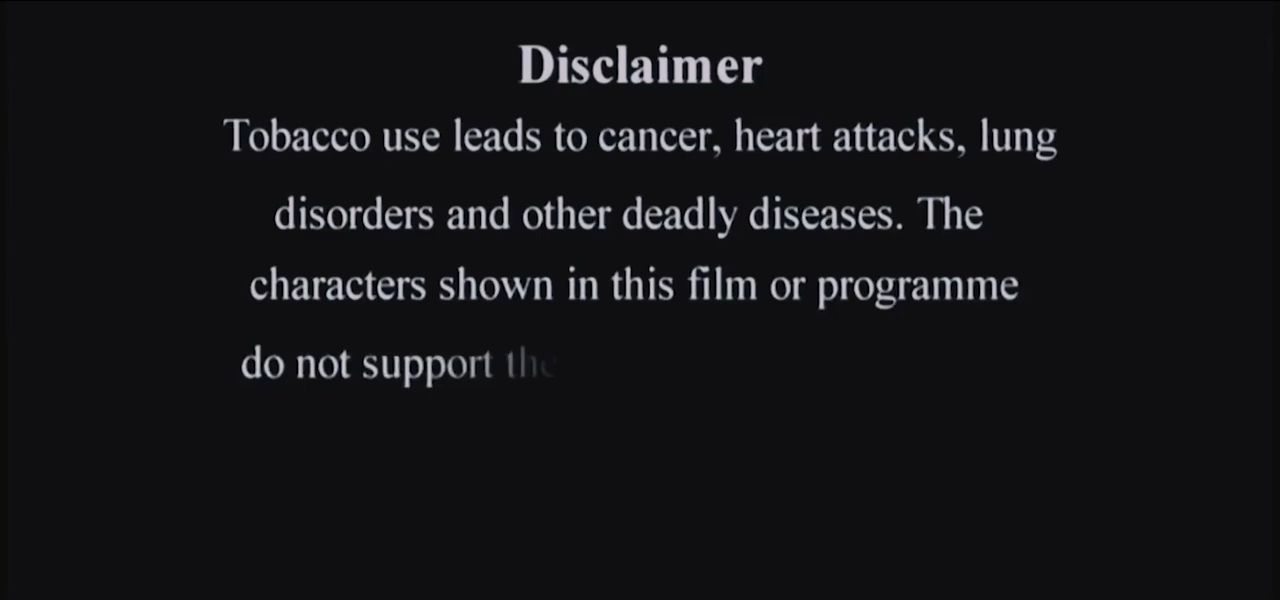 Disclaimer
Tobacco use leads to cancer, heart attacks, lung
disorders and other deadly diseases. The
characters shown in this film or programme
do not support the